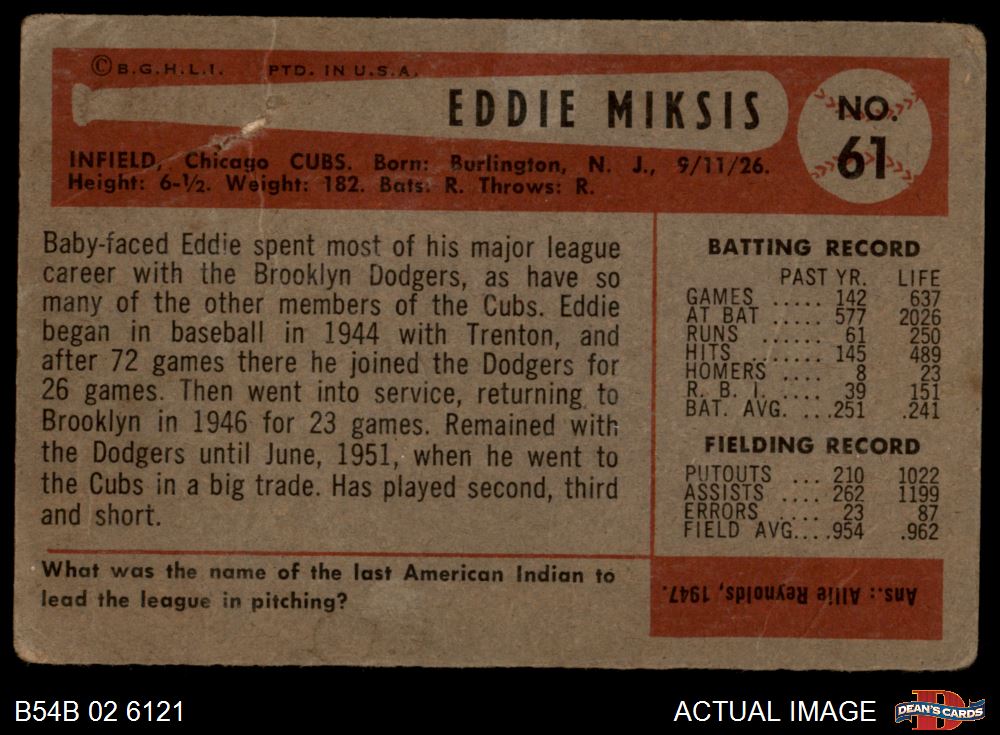 © B.G.H.L.I. PTD. IN U.S.A.
EDDIE MIKSIS
NO. 61
INFIELD, Chicago CUBS. Born: Burlington, N. J., 9/11/26.
Height: 6-½. Weight: 182. Bats: R. Throws: R.
Baby-faced Eddie spent most of his major league
career with the Brooklyn Dodgers, as have so
many of the other members of the Cubs. Eddie
began in baseball in 1944 with Trenton, and
after 72 games there he joined the Dodgers for
26 games. Then went into service, returning to
Brooklyn in 1946 for 23 games. Remained with
the Dodgers until June, 1951, when he went to
the Cubs in a big trade. Has played second, third
and short.
BATTING RECORD
PAST YR. LIFE
GAMES ..... 142 637
AT BAT ..... 577 2026
RUNS ..... 61 250
HITS ....... 145 489
HOMERS .... 8 23
R. B. I. .... 39 151
BAT. AVG. ....251 .241
FIELDING RECORD
PUTOUTS ... 210 1022
ASSISTS .... 262 1199
ERRORS .... 23 87
FIELD AVG....954 .962
What was the name of the last American Indian to
lead the league in pitching?
Ans.: Allie Reynolds, 1947.
B54B 02 6121
ACTUAL IMAGE
DEAN'S CARDS